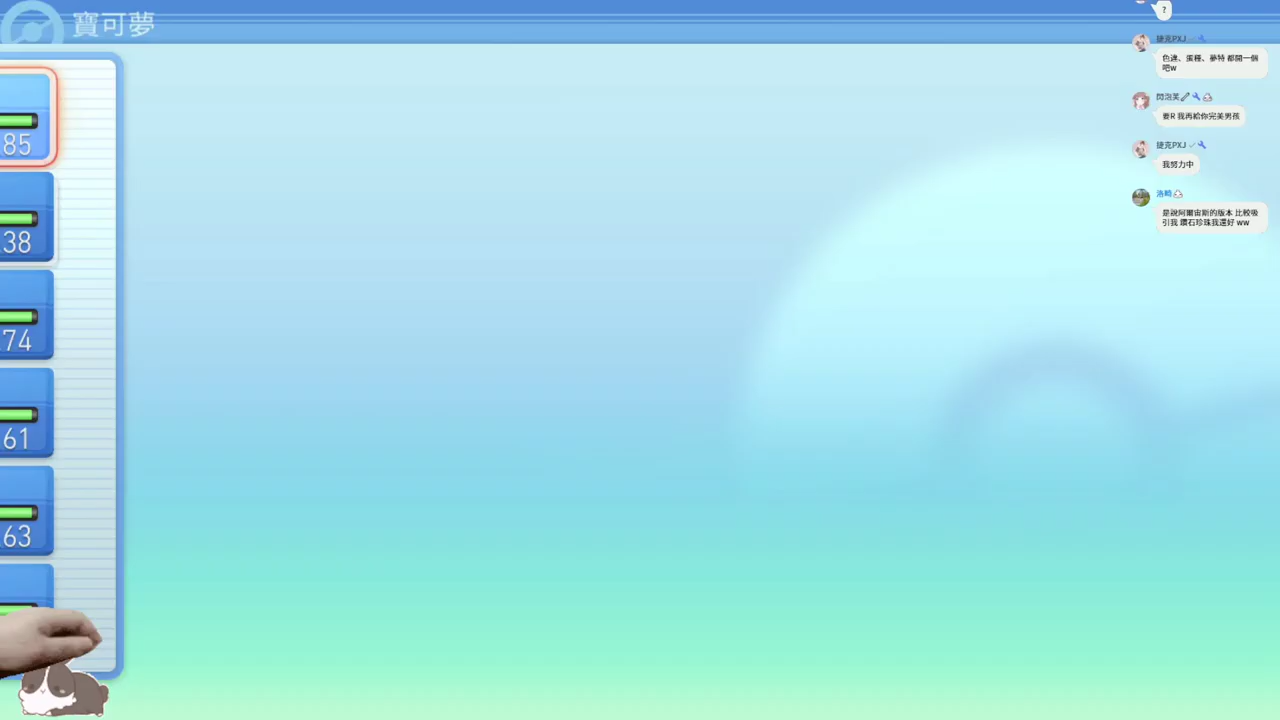 寶可夢
?
捷克PXJ
色違、蛋種、夢特 都開一個
吧w
閃泡芙
要R 我再給你完美男孩
捷克PXJ
我努力中
洛崎
是說阿爾宙斯的版本 比較吸
引我 鑽石珍珠我還好 ww
85
38
74
61
63